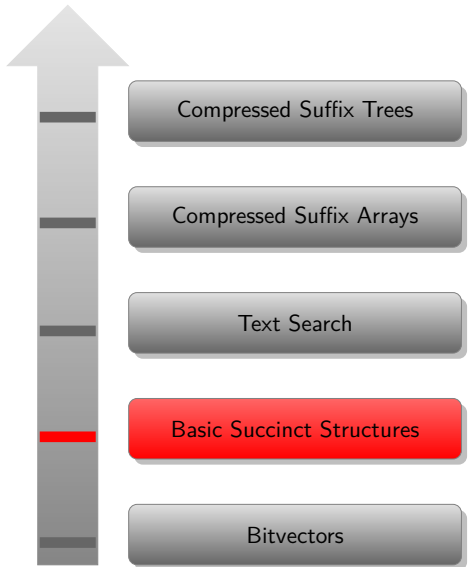 Compressed Suffix Trees
Compressed Suffix Arrays
Text Search
Basic Succinct Structures
Bitvectors